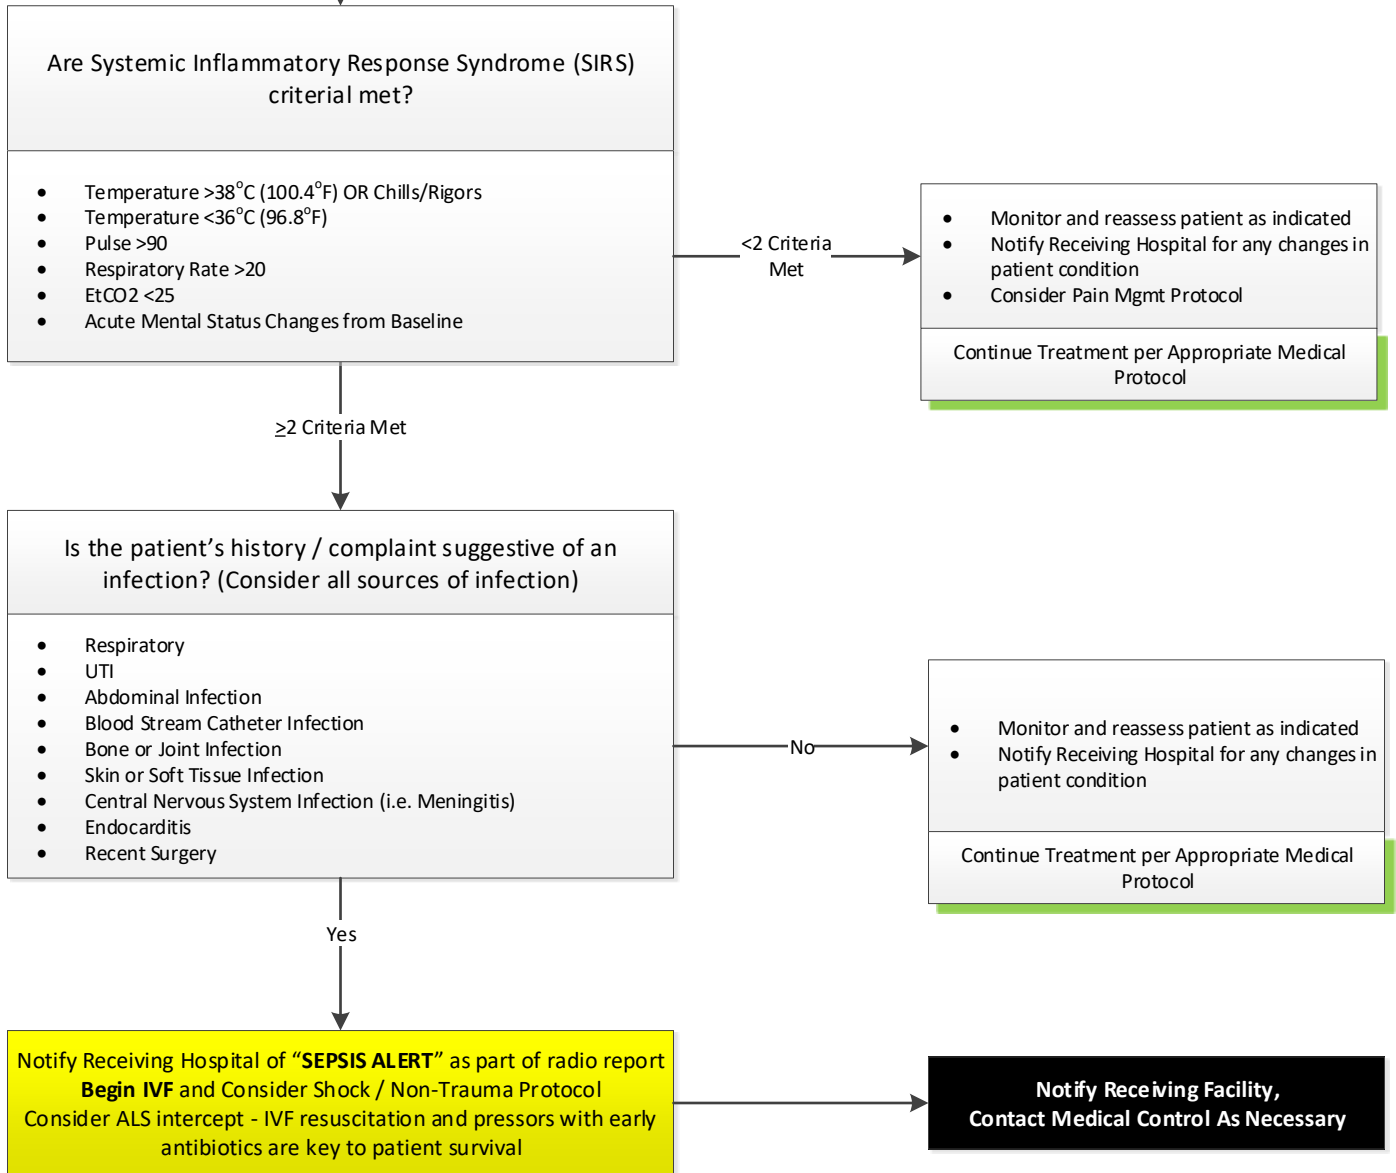 Are Systemic Inflammatory Response Syndrome (SIRS)
criterial met?
• Temperature >38°C (100.4°F) OR Chills/Rigors
• Temperature <36°C (96.8°F)
• Pulse >90
• Respiratory Rate >20
• EtCO2 <25
• Acute Mental Status Changes from Baseline
<2 Criteria
Met
• Monitor and reassess patient as indicated
• Notify Receiving Hospital for any changes in
patient condition
• Consider Pain Mgmt Protocol
Continue Treatment per Appropriate Medical
Protocol
≥2 Criteria Met
Is the patient’s history / complaint suggestive of an
infection? (Consider all sources of infection)
• Respiratory
• UTI
• Abdominal Infection
• Blood Stream Catheter Infection
• Bone or Joint Infection
• Skin or Soft Tissue Infection
• Central Nervous System Infection (i.e. Meningitis)
• Endocarditis
• Recent Surgery
No
• Monitor and reassess patient as indicated
• Notify Receiving Hospital for any changes in
patient condition
Continue Treatment per Appropriate Medical
Protocol
Yes
Notify Receiving Hospital of “SEPSIS ALERT” as part of radio report
Begin IVF and Consider Shock / Non-Trauma Protocol
Consider ALS intercept - IVF resuscitation and pressors with early
antibiotics are key to patient survival
Notify Receiving Facility,
Contact Medical Control As Necessary